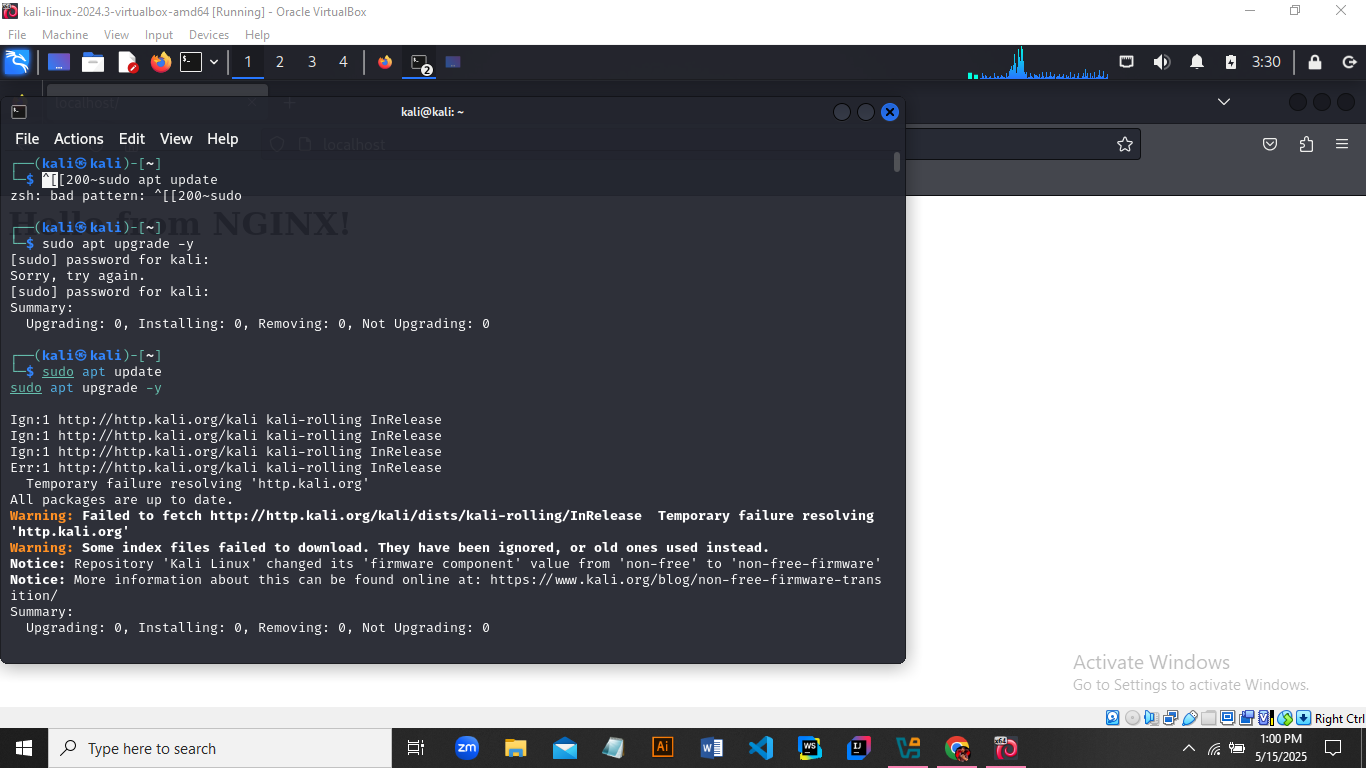 kali-linux-2024.3-virtualbox-amd64 [Running] - Oracle VirtualBox
File Machine View Input Devices Help
1 2 3 4 2 3:30
localhost/
kali@kali: ~
File Actions Edit View Help
localhost
┌──(kali㉿kali)-[~]
└─$ ^[[200~sudo apt update
zsh: bad pattern: ^[[200~sudo
Hello from NGINX!
┌──(kali㉿kali)-[~]
└─$ sudo apt upgrade -y
[sudo] password for kali:
Sorry, try again.
[sudo] password for kali:
Summary:
Upgrading: 0, Installing: 0, Removing: 0, Not Upgrading: 0
┌──(kali㉿kali)-[~]
└─$ sudo apt update
sudo apt upgrade -y
Ign:1 http://http.kali.org/kali kali-rolling InRelease
Ign:1 http://http.kali.org/kali kali-rolling InRelease
Ign:1 http://http.kali.org/kali kali-rolling InRelease
Err:1 http://http.kali.org/kali kali-rolling InRelease
Temporary failure resolving 'http.kali.org'
All packages are up to date.
Warning: Failed to fetch http://http.kali.org/kali/dists/kali-rolling/InRelease Temporary failure resolving
'http.kali.org'
Warning: Some index files failed to download. They have been ignored, or old ones used instead.
Notice: Repository 'Kali Linux' changed its 'firmware component' value from 'non-free' to 'non-free-firmware'
Notice: More information about this can be found online at: https://www.kali.org/blog/non-free-firmware-trans
ition/
Summary:
Upgrading: 0, Installing: 0, Removing: 0, Not Upgrading: 0
Activate Windows
Go to Settings to activate Windows.
Right Ctrl
Type here to search
zm
Ai
W
WS
IJ
x64
1:00 PM
5/15/2025